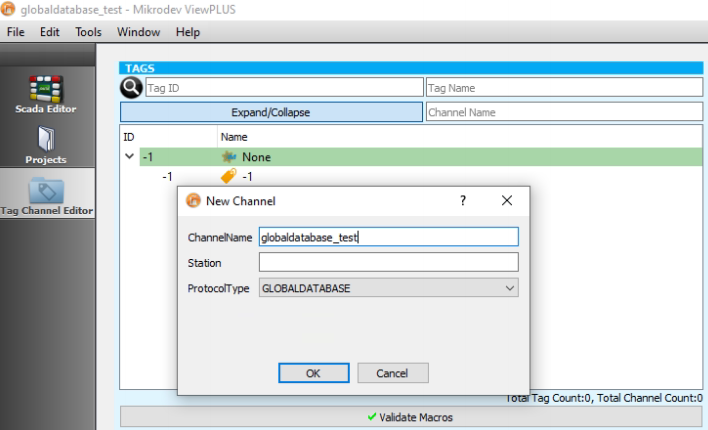 globaldatabase_test - Mikrodev ViewPLUS
File Edit Tools Window Help
TAGS
Tag ID Tag Name
Expand/Collapse Channel Name
ID Name
-1 None
-1 -1
Scada Editor
Projects
Tag Channel Editor
New Channel ? ×
ChannelName globaldatabase_test
Station
ProtocolType GLOBALDATABASE
OK Cancel
Total Tag Count:0, Total Channel Count:0
Validate Macros